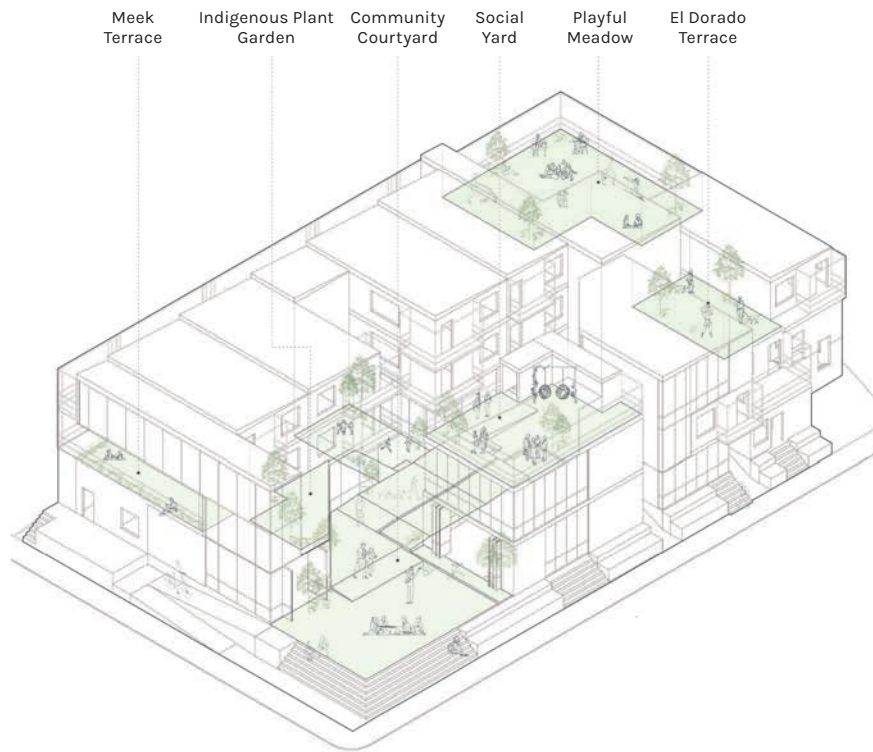 Meek
Terrace
Indigenous Plant
Garden
Community
Courtyard
Social
Yard
Playful
Meadow
El Dorado
Terrace